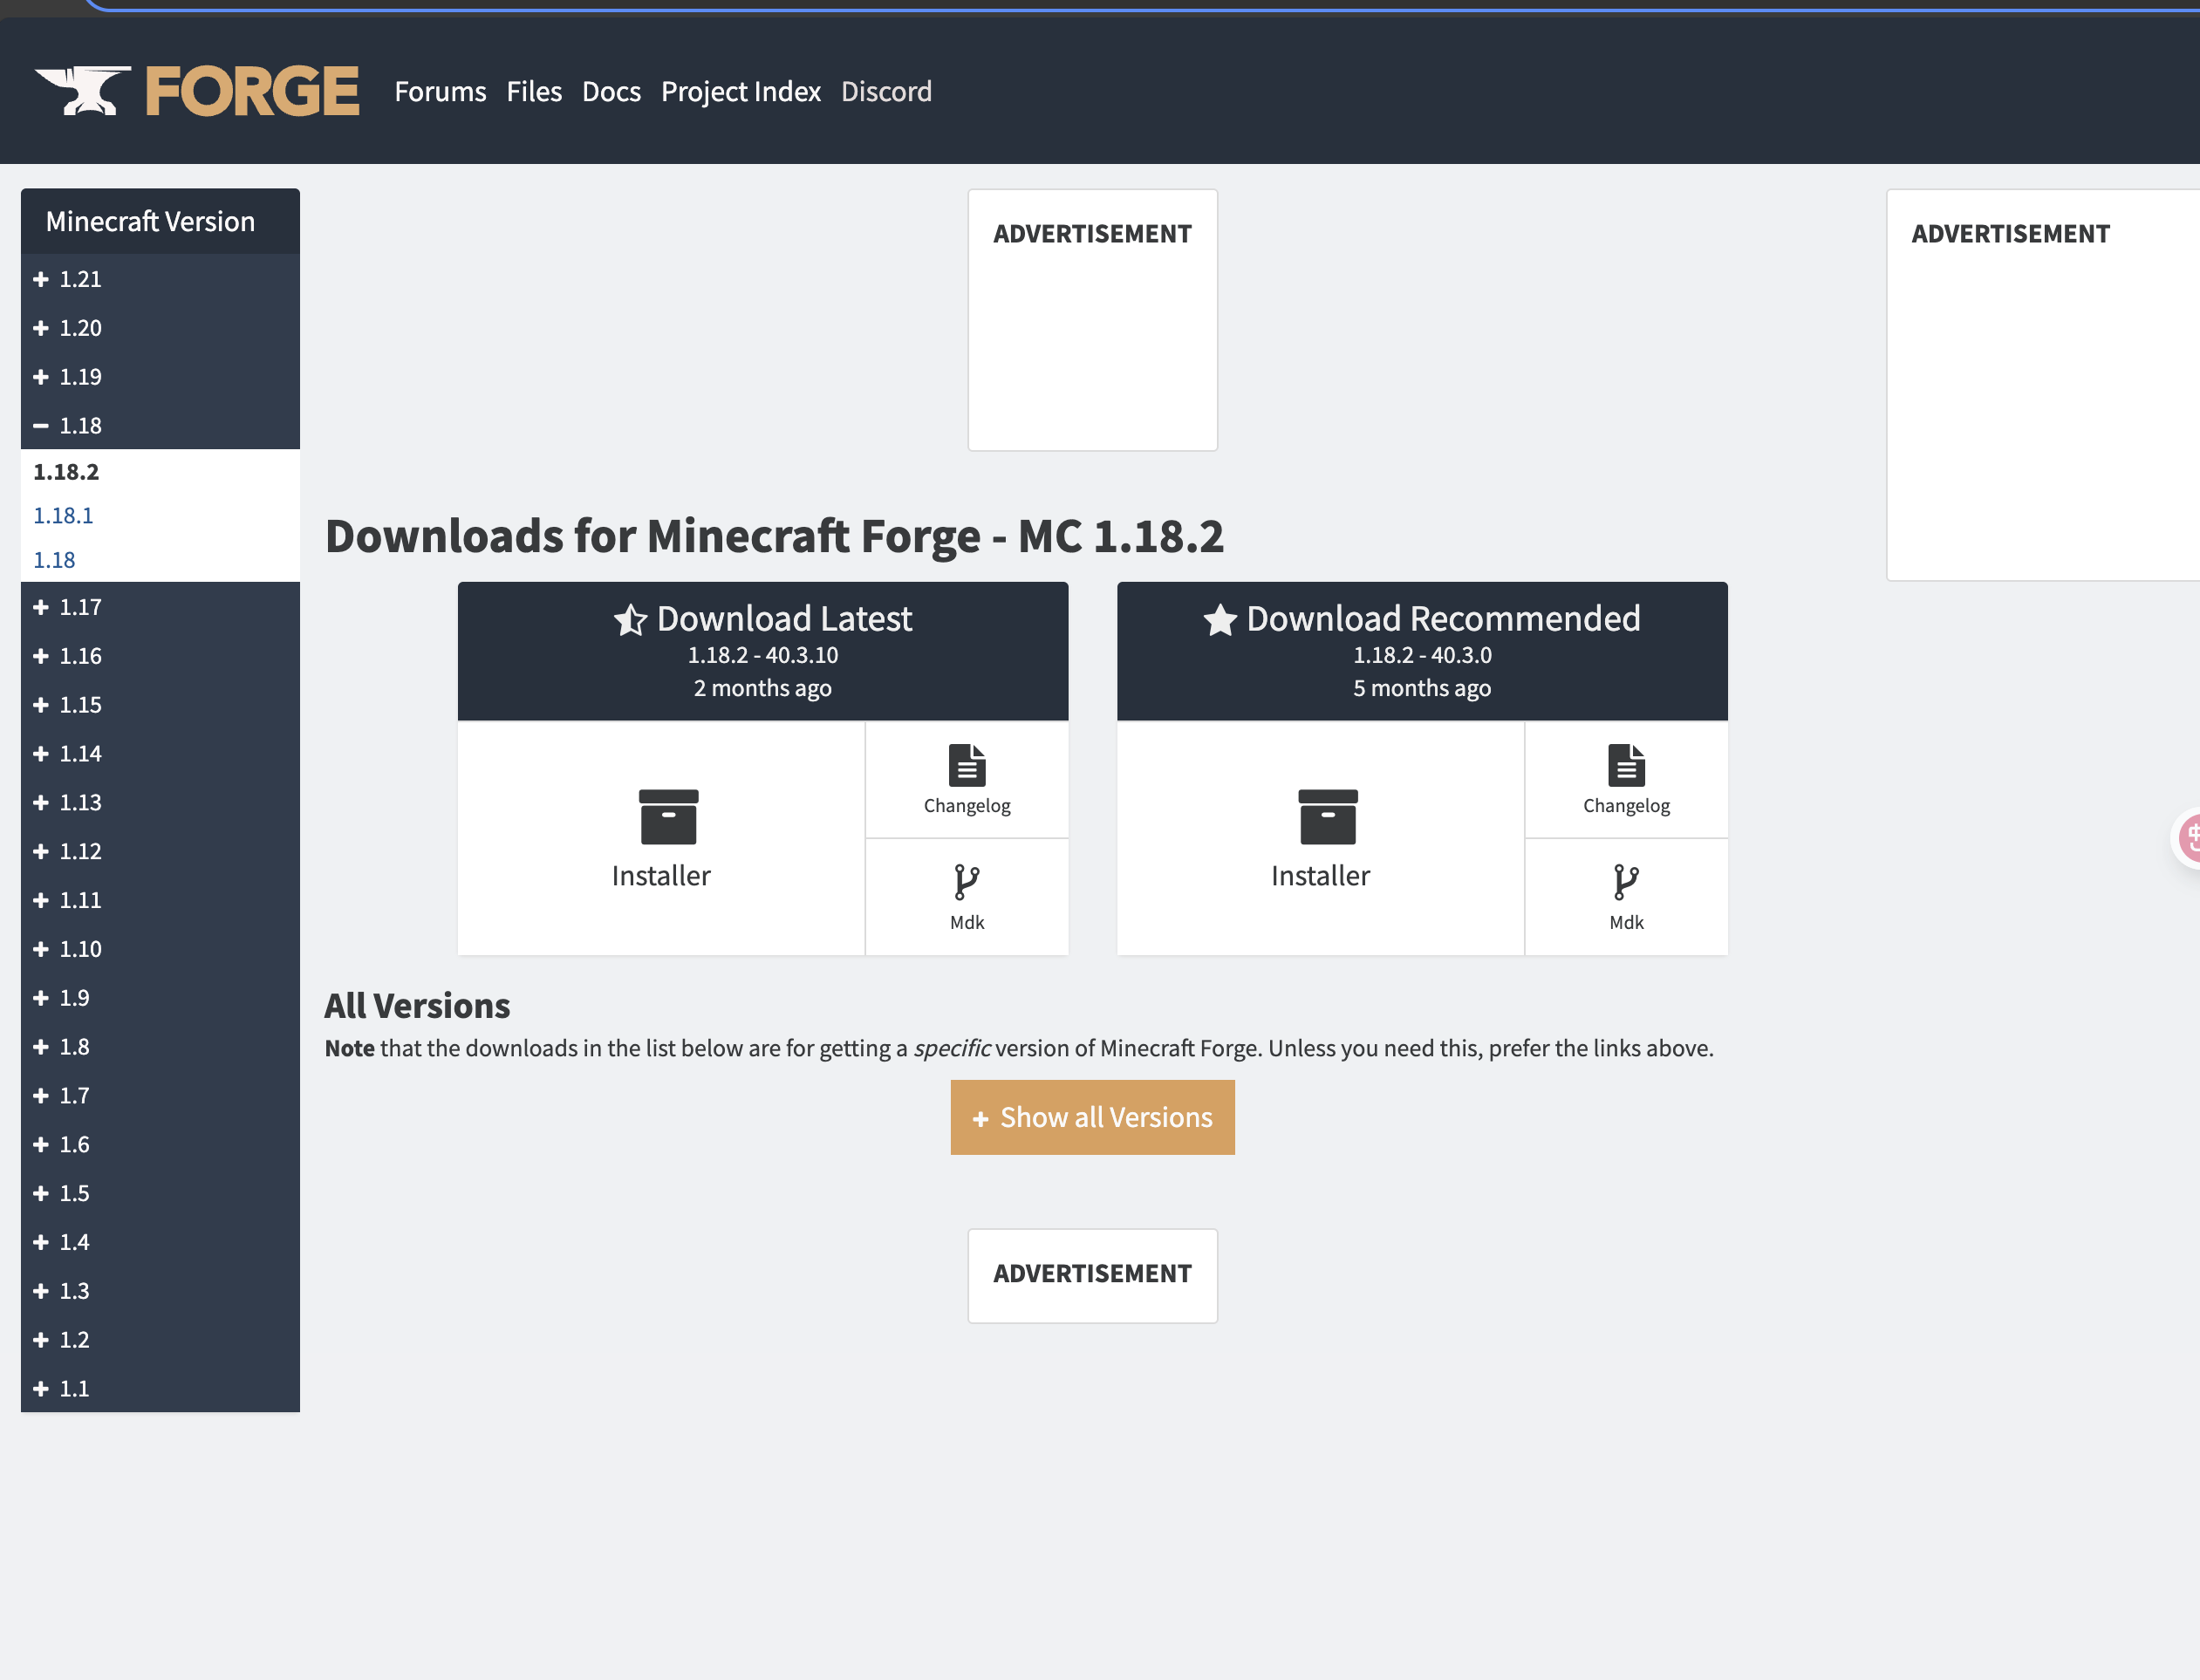 FORGE
Forums Files Docs Project Index Discord
Minecraft Version
1.21
1.20
1.19
1.18
1.18.2
1.18.1
1.18
1.17
1.16
1.15
1.14
1.13
1.12
1.11
1.10
1.9
1.8
1.7
1.6
1.5
1.4
1.3
1.2
1.1
ADVERTISEMENT
ADVERTISEMENT
Downloads for Minecraft Forge - MC 1.18.2
Download Latest
1.18.2 - 40.3.10
2 months ago
Installer
Changelog
Mdk
Download Recommended
1.18.2 - 40.3.0
5 months ago
Installer
Changelog
Mdk
All Versions
Note that the downloads in the list below are for getting a specific version of Minecraft Forge. Unless you need this, prefer the links above.
Show all Versions
ADVERTISEMENT